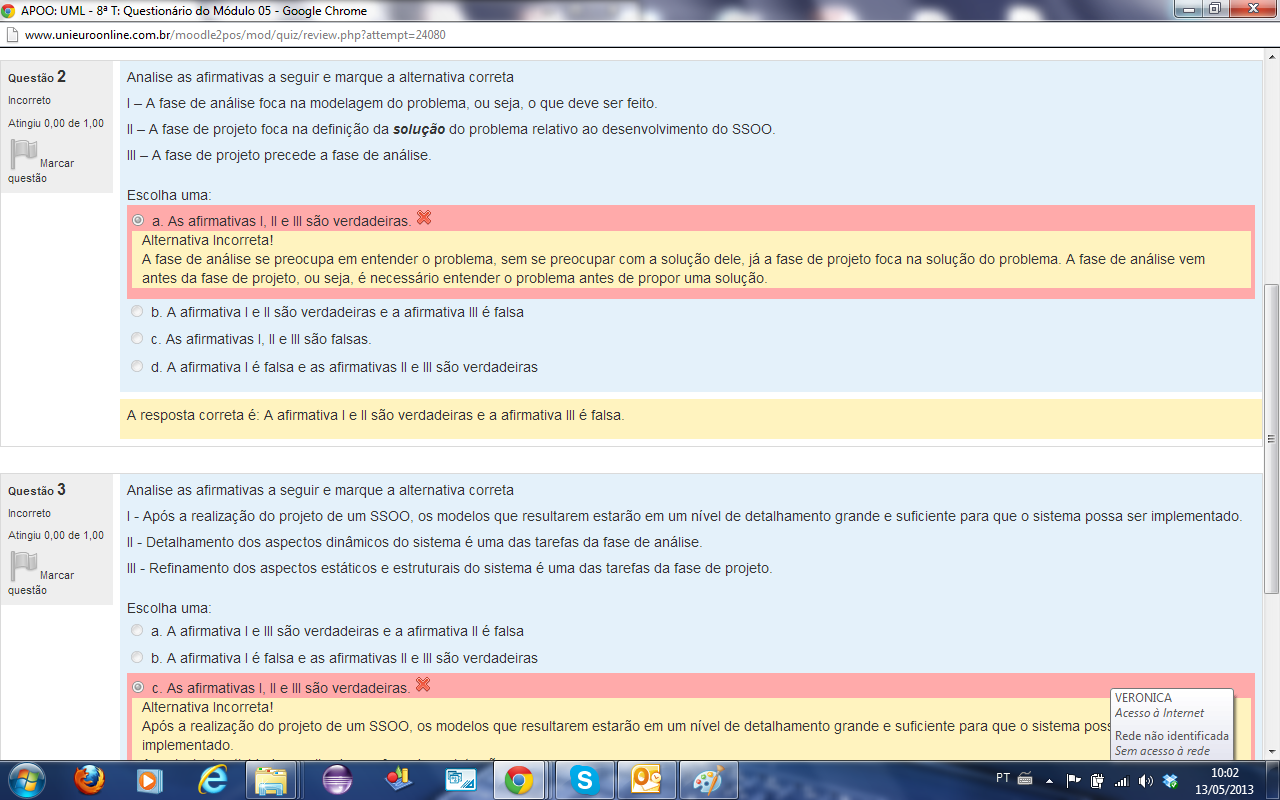 APOO: UML - 8ª T: Questionário do Módulo 05 - Google Chrome
www.unieuroonline.com.br/moodle2pos/mod/quiz/review.php?attempt=24080
Questão 2
Incorreto
Atingiu 0,00 de 1,00
Marcar questão
Analise as afirmativas a seguir e marque a alternativa correta
I – A fase de análise foca na modelagem do problema, ou seja, o que deve ser feito.
II – A fase de projeto foca na definição da solução do problema relativo ao desenvolvimento do SSOO.
III – A fase de projeto precede a fase de análise.
Escolha uma:
a. As afirmativas I, II e III são verdadeiras.
Alternativa Incorreta!
A fase de análise se preocupa em entender o problema, sem se preocupar com a solução dele, já a fase de projeto foca na solução do problema. A fase de análise vem
antes da fase de projeto, ou seja, é necessário entender o problema antes de propor uma solução.
b. A afirmativa I e II são verdadeiras e a afirmativa III é falsa
c. As afirmativas I, II e III são falsas.
d. A afirmativa I é falsa e as afirmativas II e III são verdadeiras
A resposta correta é: A afirmativa I e II são verdadeiras e a afirmativa III é falsa.
Questão 3
Incorreto
Atingiu 0,00 de 1,00
Marcar questão
Analise as afirmativas a seguir e marque a alternativa correta
I - Após a realização do projeto de um SSOO, os modelos que resultarem estarão em um nível de detalhamento grande e suficiente para que o sistema possa ser implementado.
II - Detalhamento dos aspectos dinâmicos do sistema é uma das tarefas da fase de análise.
III - Refinamento dos aspectos estáticos e estruturais do sistema é uma das tarefas da fase de projeto.
Escolha uma:
a. A afirmativa I e III são verdadeiras e a afirmativa II é falsa
b. A afirmativa I é falsa e as afirmativas II e III são verdadeiras
c. As afirmativas I, II e III são verdadeiras.
Alternativa Incorreta!
Após a realização do projeto de um SSOO, os modelos que resultarem estarão em um nível de detalhamento grande e suficiente para que o sistema
implementado.
VERONICA
Acesso à Internet
Rede não identificada
Sem acesso à rede
PT
10:02
13/05/2013